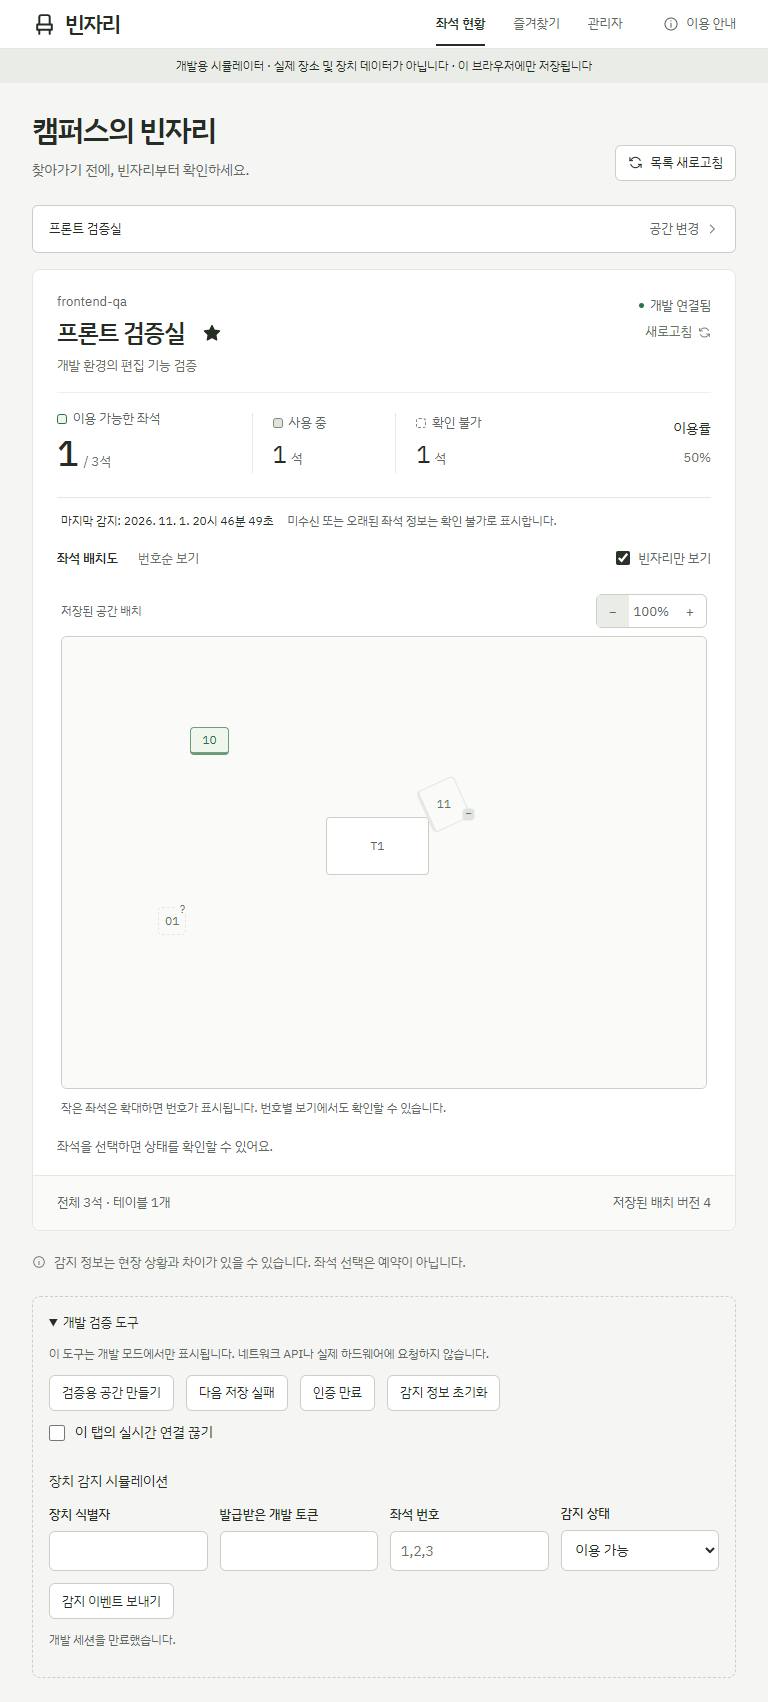 빈자리
좌석 현황 즐겨찾기 관리자 이용 안내
개발용 시뮬레이터 · 실제 장소 및 장치 데이터가 아닙니다 · 이 브라우저에만 저장됩니다
캠퍼스의 빈자리
찾아가기 전에, 빈자리부터 확인하세요.
목록 새로고침
프론트 검증실 공간 변경
frontend-qa
개발 연결됨
프론트 검증실
새로고침
개발 환경의 편집 기능 검증
이용 가능한 좌석 사용 중 확인 불가 이용률
1 / 3석 1 석 1 석 50%
마지막 감지: 2026. 11. 1. 20시 46분 49초 미수신 또는 오래된 좌석 정보는 확인 불가로 표시합니다.
좌석 배치도 번호순 보기 빈자리만 보기
저장된 공간 배치 − 100% +
10
11
−
T1
?
01
작은 좌석은 확대하면 번호가 표시됩니다. 번호별 보기에서도 확인할 수 있습니다.
좌석을 선택하면 상태를 확인할 수 있어요.
전체 3석 · 테이블 1개 저장된 배치 버전 4
감지 정보는 현장 상황과 차이가 있을 수 있습니다. 좌석 선택은 예약이 아닙니다.
개발 검증 도구
이 도구는 개발 모드에서만 표시됩니다. 네트워크 API나 실제 하드웨어에 요청하지 않습니다.
검증용 공간 만들기 다음 저장 실패 인증 만료 감지 정보 초기화
이 탭의 실시간 연결 끊기
장치 감지 시뮬레이션
장치 식별자 발급받은 개발 토큰 좌석 번호 감지 상태
1,2,3 이용 가능
감지 이벤트 보내기
개발 세션을 만료했습니다.